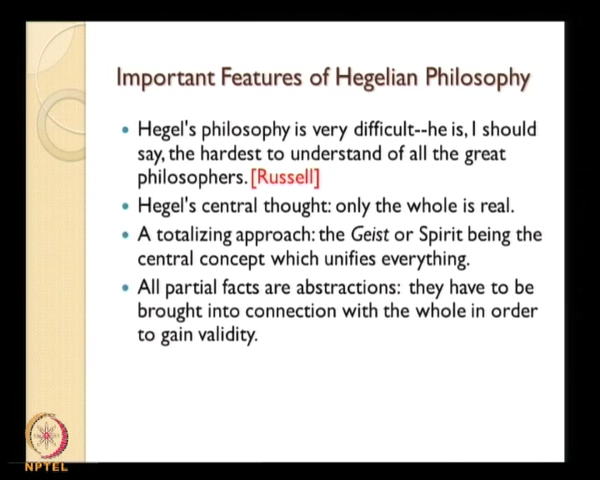 Important Features of Hegelian Philosophy
Hegel's philosophy is very difficult--he is, I should
say, the hardest to understand of all the great
philosophers. [Russell]
Hegel's central thought: only the whole is real.
A totalizing approach: the Geist or Spirit being the
central concept which unifies everything.
All partial facts are abstractions: they have to be
brought into connection with the whole in order
to gain validity.
NPTEL